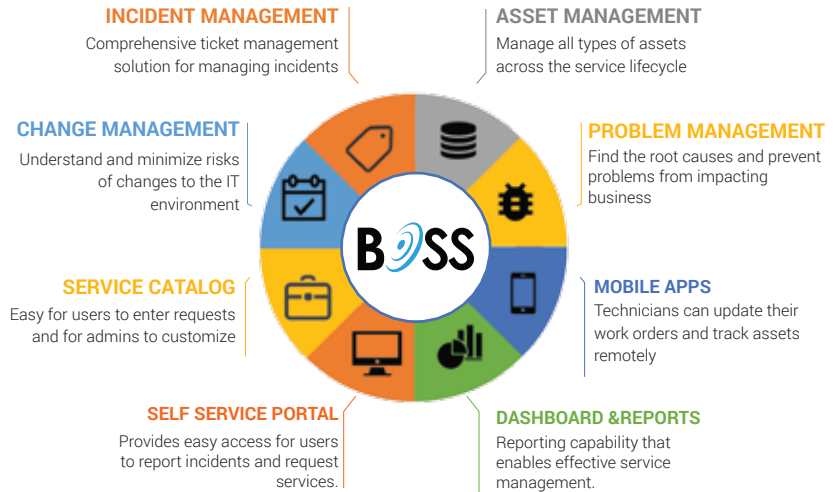 INCIDENT MANAGEMENT
Comprehensive ticket management
solution for managing incidents
ASSET MANAGEMENT
Manage all types of assets
across the service lifecycle
CHANGE MANAGEMENT
Understand and minimize risks
of changes to the IT
environment
PROBLEM MANAGEMENT
Find the root causes and prevent
problems from impacting
business
BOSS
SERVICE CATALOG
Easy for users to enter requests
and for admins to customize
MOBILE APPS
Technicians can update their
work orders and track assets
remotely
SELF SERVICE PORTAL
Provides easy access for users
to report incidents and request
services.
DASHBOARD &REPORTS
Reporting capability that
enables effective service
management.